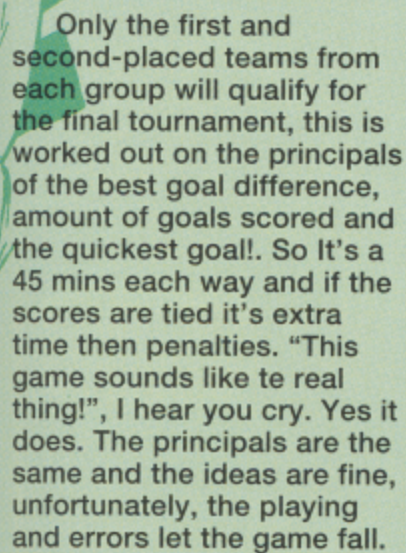 Only the first and
second-placed teams from
each group will qualify for
the final tournament, this is
worked out on the principals
of the best goal difference,
amount of goals scored and
the quickest goal!. So It's a
45 mins each way and if the
scores are tied it's extra
time then penalties. “This
game sounds like te real
thing!”, I hear you cry. Yes it
does. The principals are the
same and the ideas are fine,
unfortunately, the playing
and errors let the game fall.